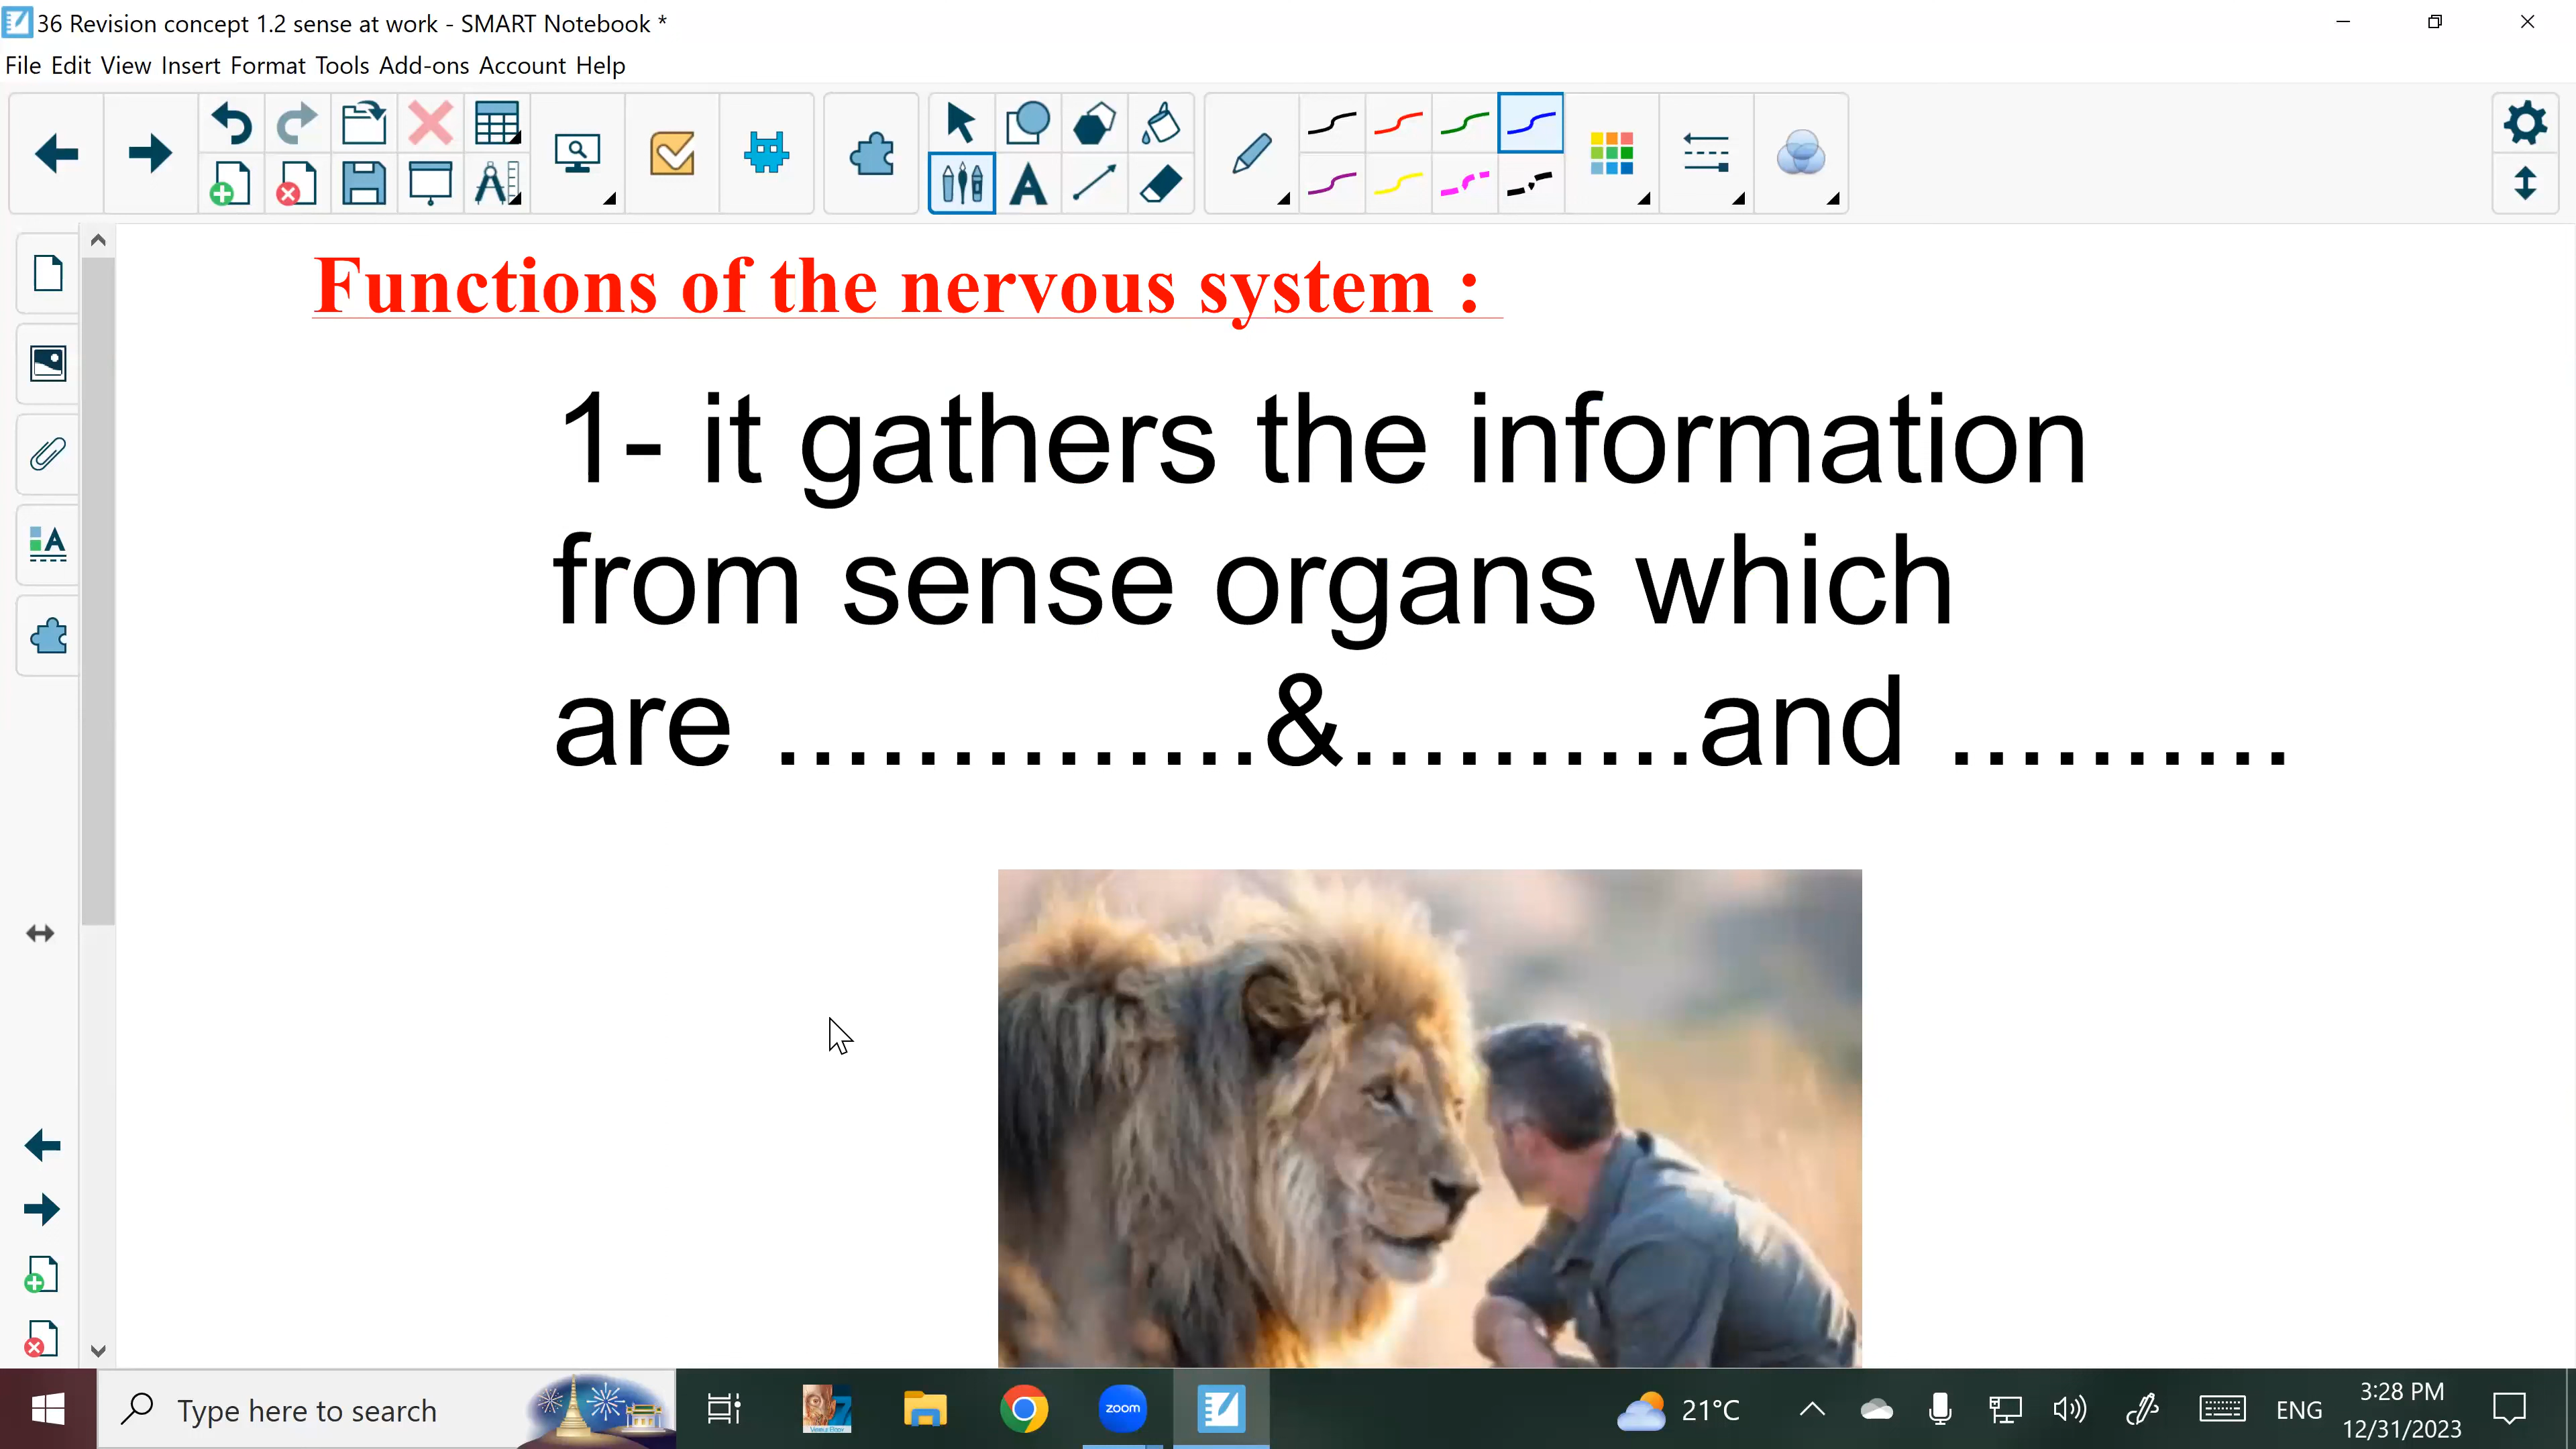 36 Revision concept 1.2 sense at work - SMART Notebook *
File Edit View Insert Format Tools Add-ons Account Help
Functions of the nervous system :
1- it gathers the information
from sense organs which
are ..............&..........and ..........
Type here to search
zoom
21°C
ENG
3:28 PM
12/31/2023